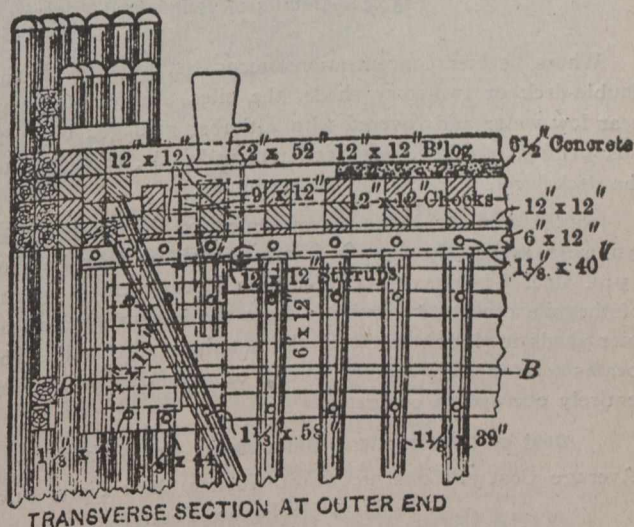 12" x 12"
2" x 52"
12" x 12" B'log
6½" Concrete
9 x 12"
12" x 12" Chocks
12" x 12"
6" x 12"
1⅛" x 40"
12" x 12" Stirrups
6 x 12
B
B
1⅛" x 39"
TRANSVERSE SECTION AT OUTER END